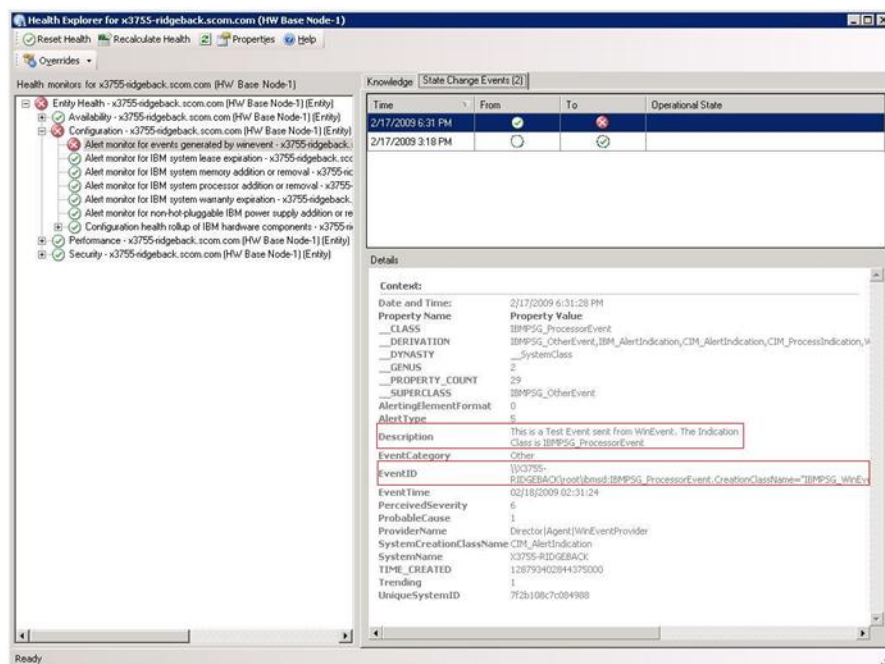 Health Explorer for x3755-ridgeback.scom.com (HW Base Node-1)
Reset Health Recalculate Health Properties Help
Overrides
Health monitors for x3755-ridgeback.scom.com (HW Base Node-1)
Entity Health - x3755-ridgeback.scom.com (HW Base Node-1) (Entity)
Availability - x3755-ridgeback.scom.com (HW Base Node-1) (Entity)
Configuration - x3755-ridgeback.scom.com (HW Base Node-1) (Entity)
Alert monitor for events generated by winevent - x3755-ridgeback.
Alert monitor for IBM system lease expiration - x3755-ridgeback.scc
Alert monitor for IBM system memory addition or removal - x3755-ric
Alert monitor for IBM system processor addition or removal - x3755-
Alert monitor for IBM system warranty expiration - x3755-ridgeback.
Alert monitor for non-hot-pluggable IBM power supply addition or re
Configuration health rollup of IBM hardware components - x3755-ri
Performance - x3755-ridgeback.scom.com (HW Base Node-1) (Entity)
Security - x3755-ridgeback.scom.com (HW Base Node-1) (Entity)
Knowledge State Change Events (2)
Time From To Operational State
2/17/2009 6:31 PM
2/17/2009 3:18 PM
Details
Context:
Date and Time: 2/17/2009 6:31:28 PM
Property Name Property Value
__CLASS IBMPSG_ProcessorEvent
__DERIVATION IBMPSG_OtherEvent,IBM_AlertIndication,CIM_AlertIndication,CIM_ProcessIndication,
__DYNASTY __SystemClass
__GENUS 2
__PROPERTY_COUNT 29
__SUPERCLASS IBMPSG_OtherEvent
AlertingElementFormat 0
AlertType 5
Description This is a Test Event sent from WinEvent. The Indication
Class is IBMPSG_ProcessorEvent
EventCategory Other
EventID \\X3755-
RIDGEBACK\root\ibmsd:IBMPSG_ProcessorEvent.CreationClassName="IBMPSG_WinEv
EventTime 02/18/2009 02:31:24
PerceivedSeverity 6
ProbableCause 1
ProviderName Director|Agent|WinEventProvider
SystemCreationClassName CIM_AlertIndication
SystemName X3755-RIDGEBACK
TIME_CREATED 128793402844375000
Trending 1
UniqueSystemID 7f2b108c7c084988
Ready